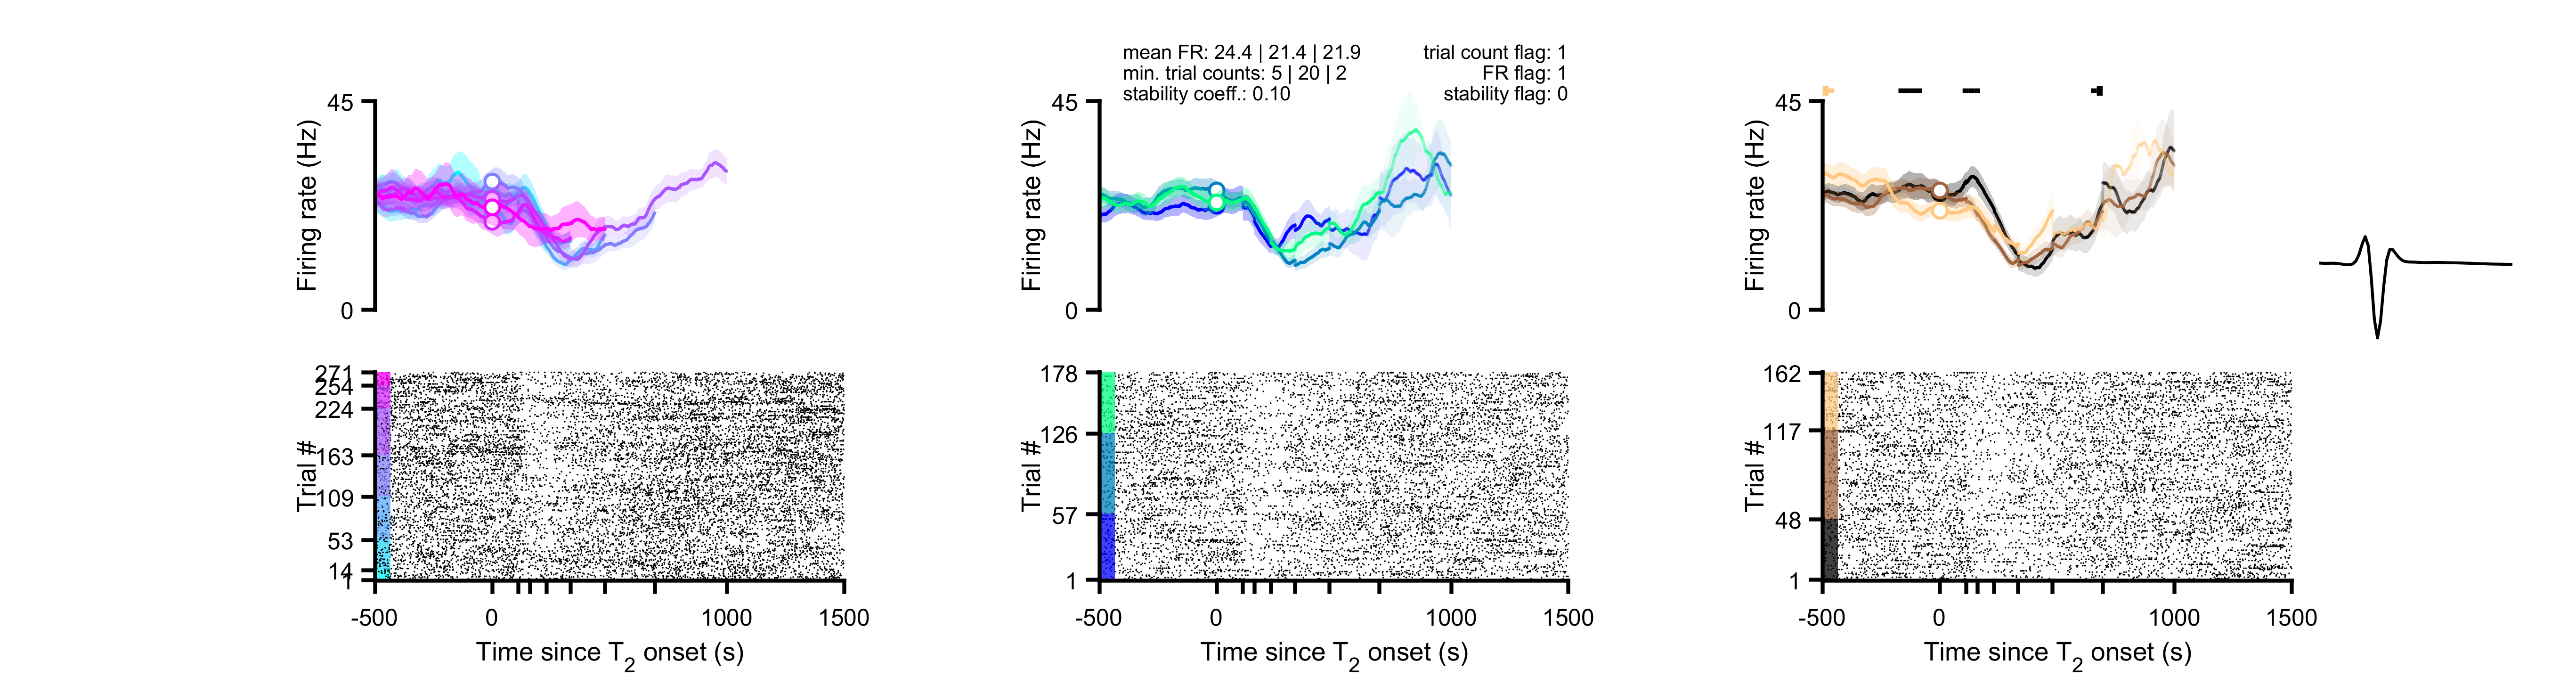 mean FR: 24.4 | 21.4 | 21.9
min. trial counts: 5 | 20 | 2
stability coeff.: 0.10
trial count flag: 1
FR flag: 1
stability flag: 0
45
Firing rate (Hz)
0
45
Firing rate (Hz)
0
45
Firing rate (Hz)
0
271
254
224
163
109
53
14
1
Trial #
-500
0
1000
1500
Time since T2 onset (s)
178
126
57
1
Trial #
-500
0
1000
1500
Time since T2 onset (s)
162
117
48
1
Trial #
-500
0
1000
1500
Time since T2 onset (s)